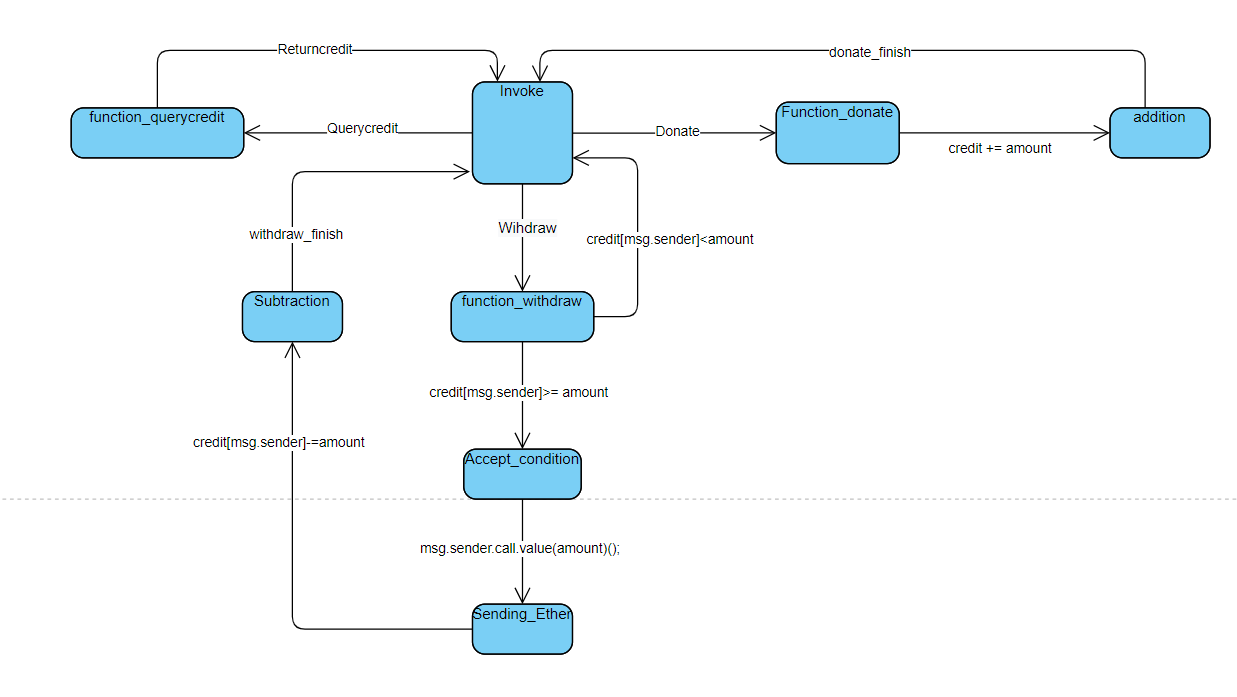 Returncredit
donate_finish
Invoke
function_querycredit
Function_donate
addition
Querycredit
Donate
credit += amount
Wihdraw
withdraw_finish
credit[msg.sender]<amount
Subtraction
function_withdraw
credit[msg.sender]>= amount
credit[msg.sender]-=amount
Accept_condition
msg.sender.call.value(amount)();
Sending_Ether